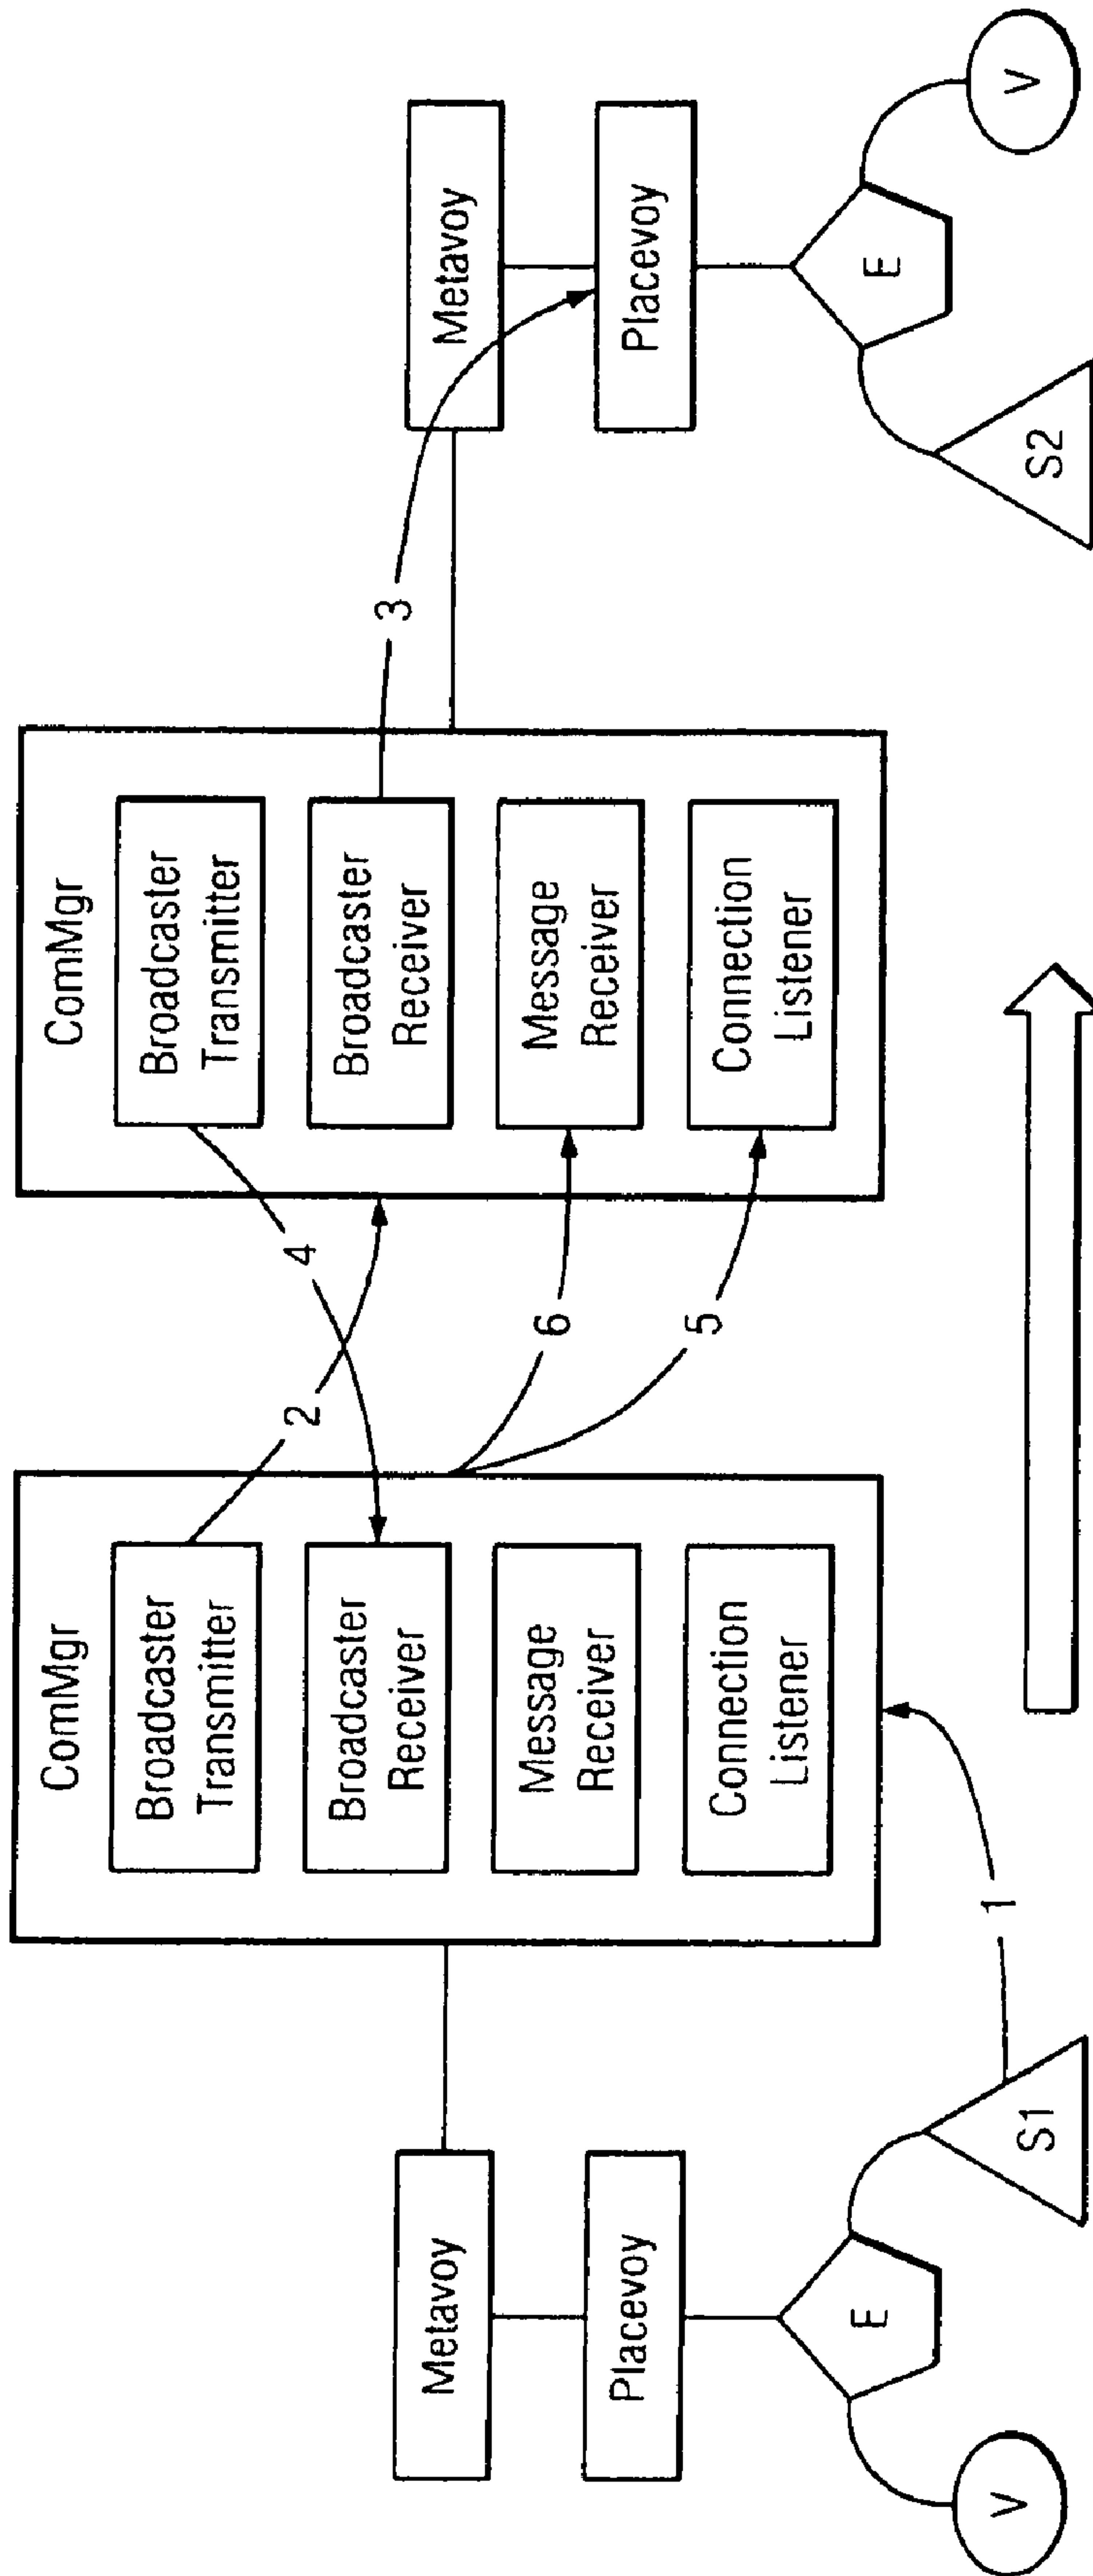 Metavoy
Placevoy
E
V
S1
1
ComMgr
Broadcaster
Transmitter
Broadcaster
Receiver
Message
Receiver
Connection
Listener
2
4
6
5
ComMgr
Broadcaster
Transmitter
Broadcaster
Receiver
Message
Receiver
Connection
Listener
3
Metavoy
Placevoy
E
S2
V